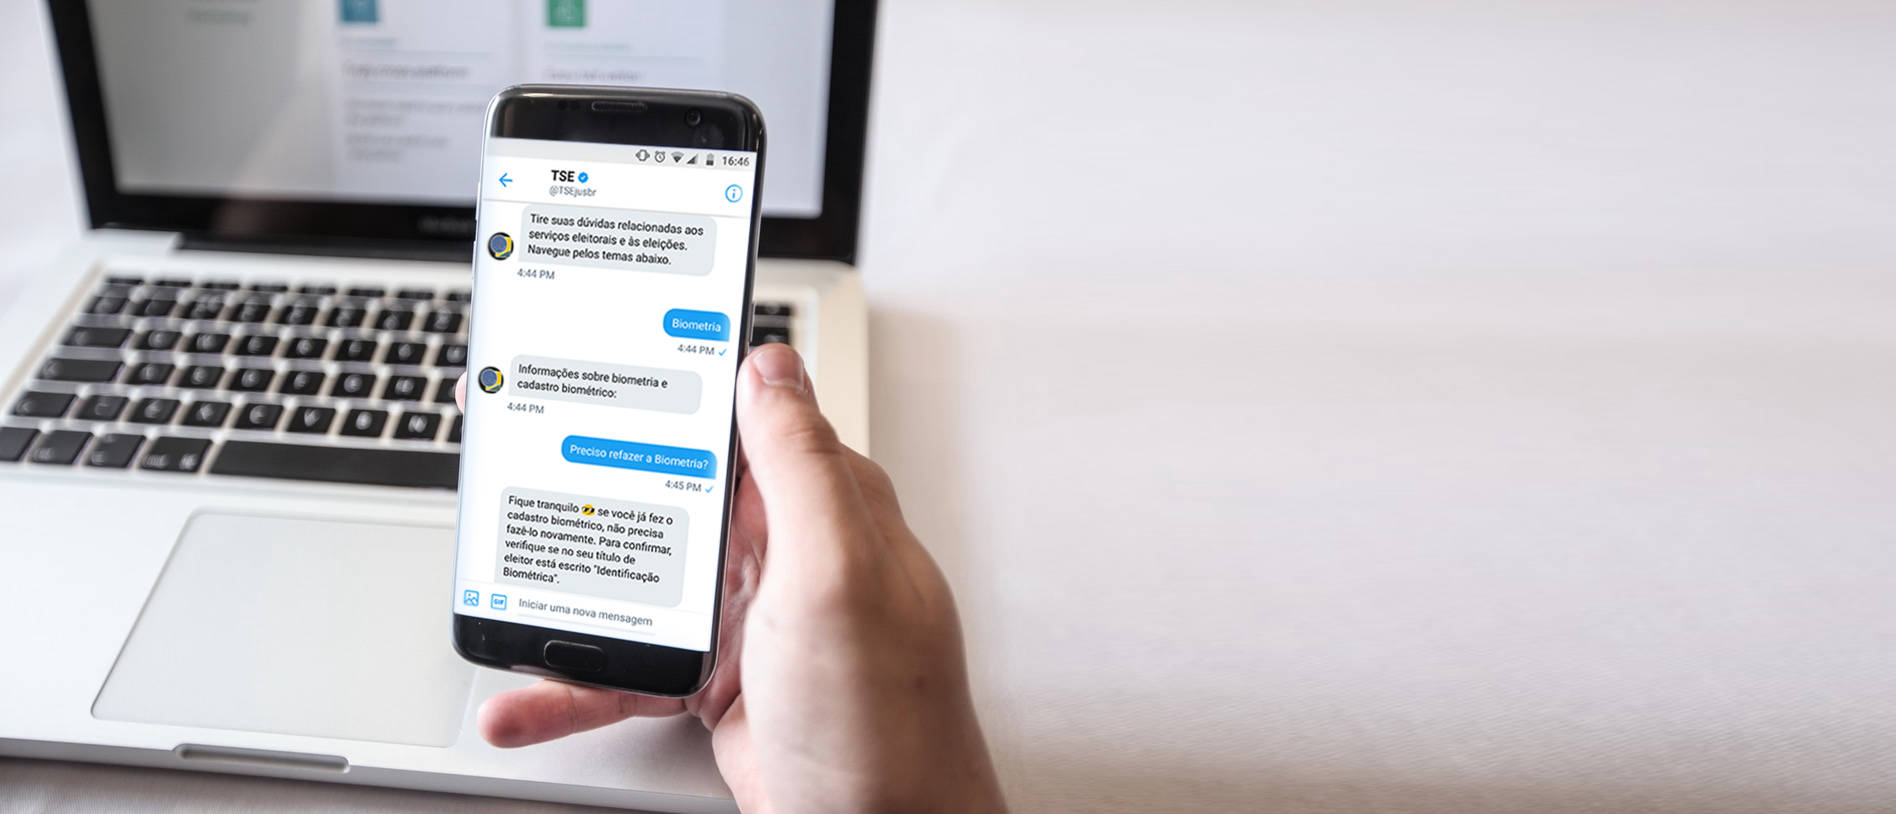 16:46
TSE
@TSEjusbr
Tire suas dúvidas relacionadas aos
serviços eleitorais e às eleições.
Navegue pelos temas abaixo.
4:44 PM
Biometria
4:44 PM
Informações sobre biometria e
cadastro biométrico:
4:44 PM
Preciso refazer a Biometria?
4:45 PM
Fique tranquilo 😎 se você já fez o
cadastro biométrico, não precisa
fazê-lo novamente. Para confirmar,
verifique se no seu título de
eleitor está escrito "Identificação
Biométrica".
GIF
Iniciar uma nova mensagem